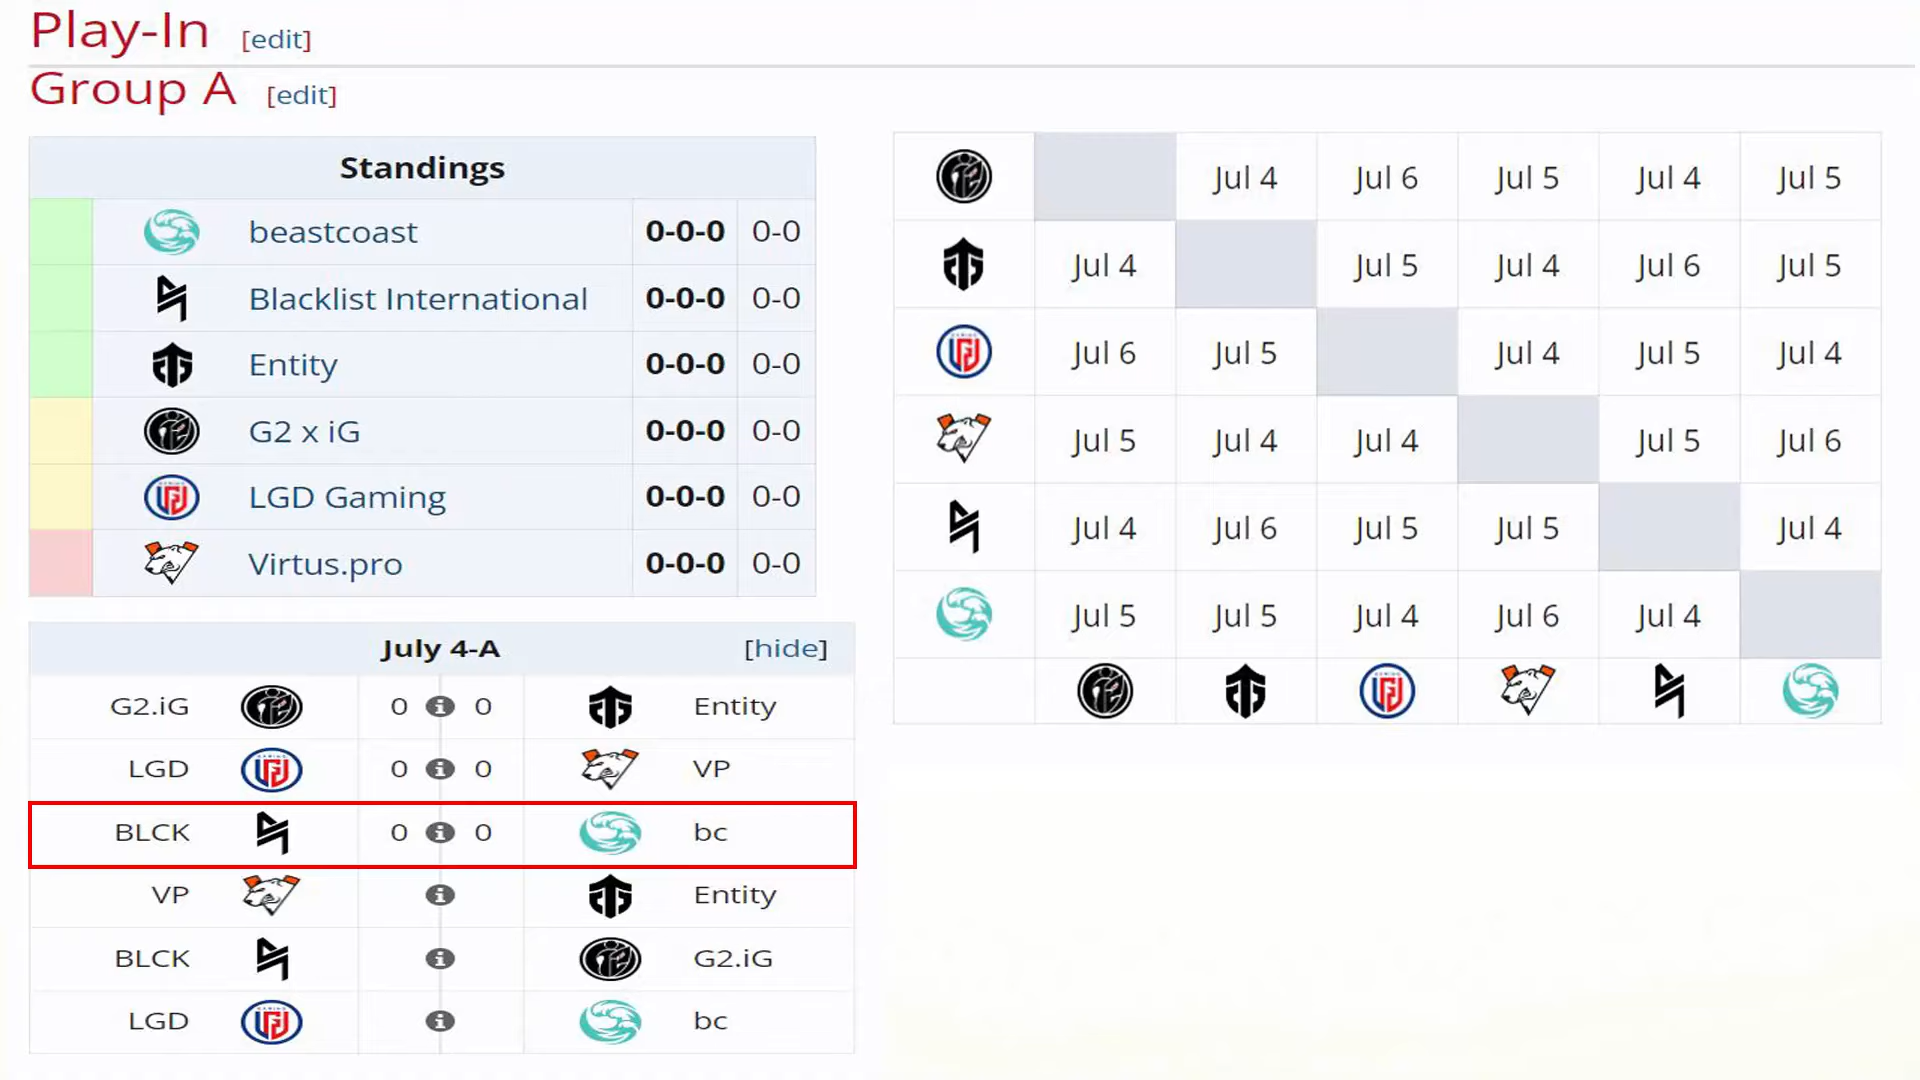 Play-In [edit]
Group A [edit]
Standings
beastcoast 0-0-0 0-0
Blacklist International 0-0-0 0-0
Entity 0-0-0 0-0
G2 x iG 0-0-0 0-0
LGD Gaming 0-0-0 0-0
Virtus.pro 0-0-0 0-0
July 4-A [hide]
G2.iG 0 0 Entity
LGD 0 0 VP
BLCK 0 0 bc
VP Entity
BLCK G2.iG
LGD bc
Jul 4 Jul 6 Jul 5 Jul 4 Jul 5
Jul 4 Jul 5 Jul 4 Jul 6 Jul 5
Jul 6 Jul 5 Jul 4 Jul 5 Jul 4
Jul 5 Jul 4 Jul 4 Jul 5 Jul 6
Jul 4 Jul 6 Jul 5 Jul 5 Jul 4
Jul 5 Jul 5 Jul 4 Jul 6 Jul 4